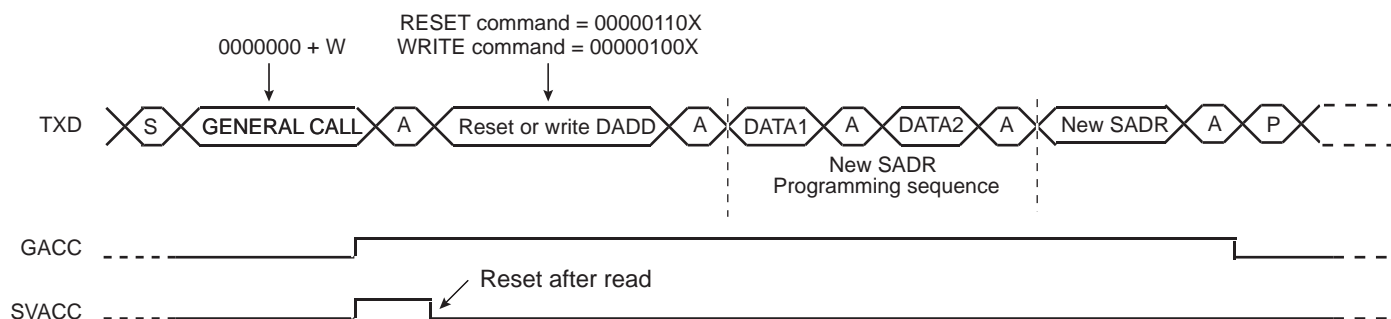 RESET command = 00000110X
0000000 + W WRITE command = 00000100X
TXD S GENERAL CALL A Reset or write DADD A DATA1 A DATA2 A New SADR A P
New SADR
Programming sequence
GACC
Reset after read
SVACC